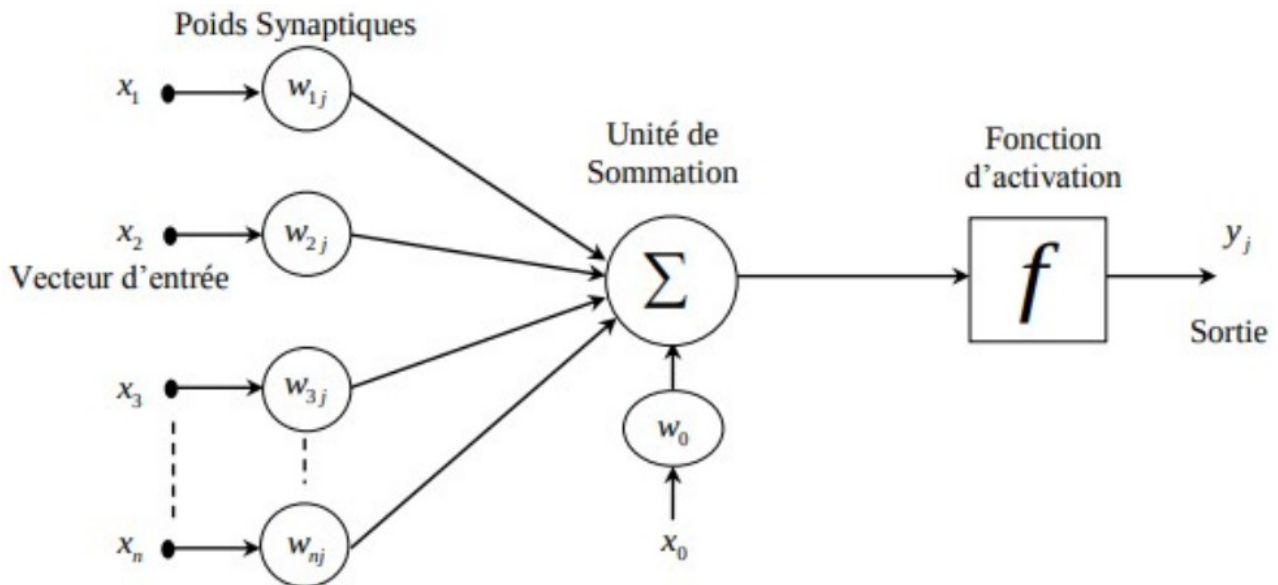 Poids Synaptiques
x₁
w₁ⱼ
Unité de
Sommation
Fonction
d'activation
x₂
w₂ⱼ
Vecteur d'entrée
Σ
f
yⱼ
Sortie
x₃
w₃ⱼ
w₀
xₙ
wₙⱼ
x₀